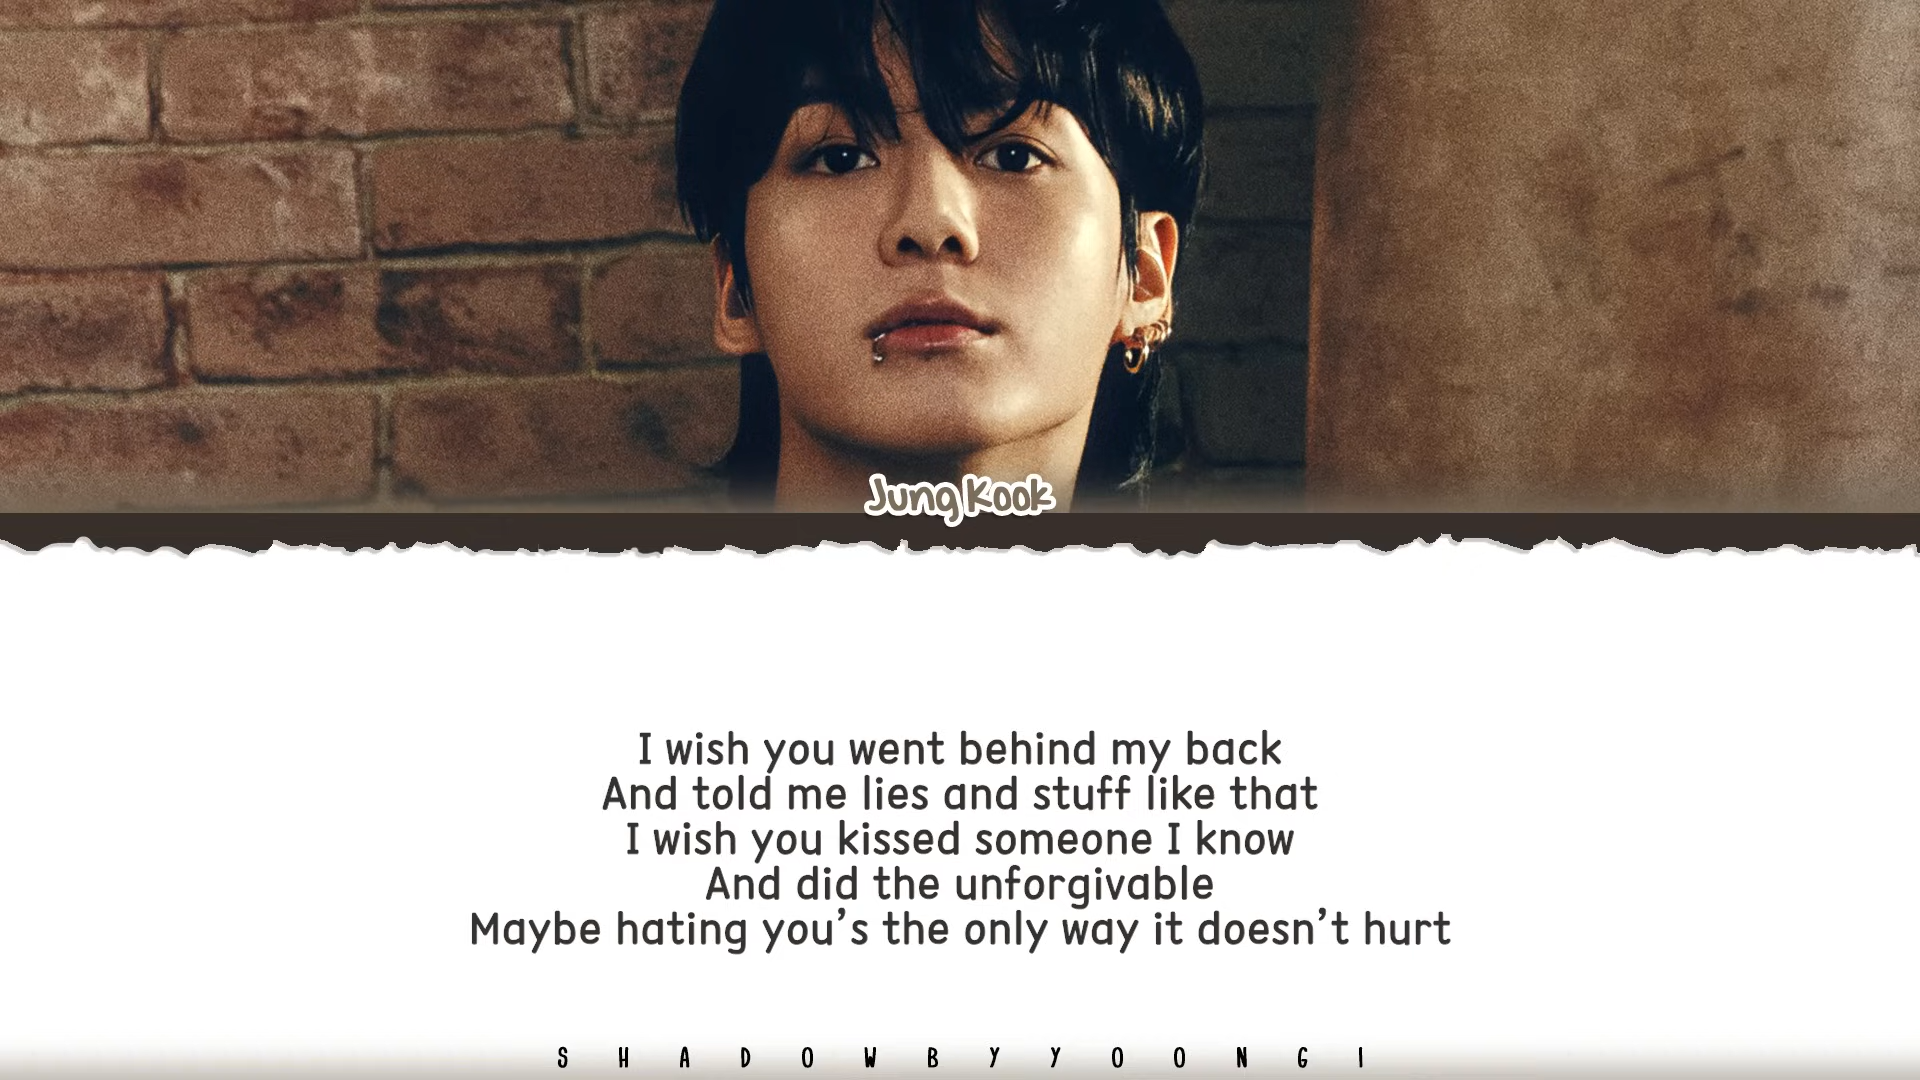 Jung Kook
I wish you went behind my back
And told me lies and stuff like that
I wish you kissed someone I know
And did the unforgivable
Maybe hating you’s the only way it doesn’t hurt
S H A D O W B Y Y O O N G I